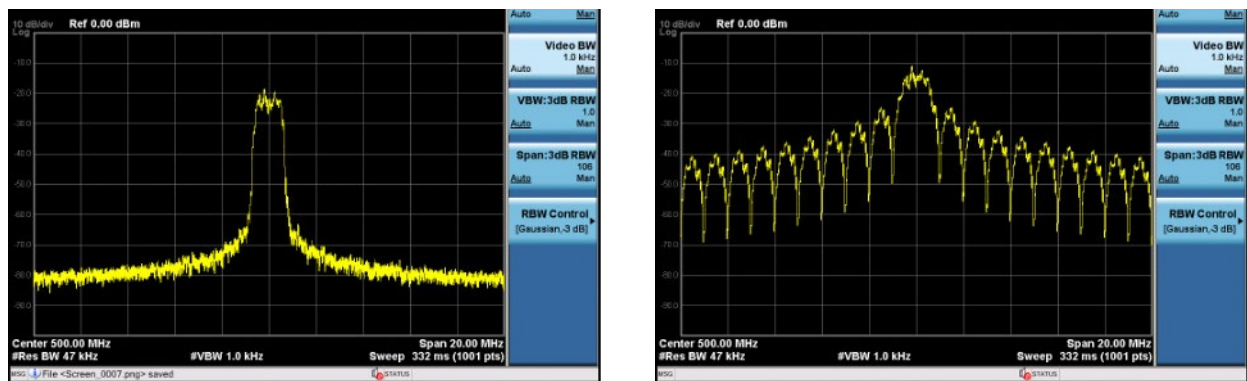 10 dB/div Ref 0.00 dBm
Log
-10.0
-20.0
-30.0
-40.0
-50.0
-60.0
-70.0
-80.0
-90.0
Center 500.00 MHz Span 20.00 MHz
#Res BW 47 kHz #VBW 1.0 kHz Sweep 332 ms (1001 pts)
MSG File <Screen_0007.png> saved STATUS
Auto Man
Video BW
1.0 kHz
Auto Man
VBW:3dB RBW
1.0
Auto Man
Span:3dB RBW
106
Auto Man
RBW Control
[Gaussian,-3 dB]
10 dB/div Ref 0.00 dBm
Log
-10.0
-20.0
-30.0
-40.0
-50.0
-60.0
-70.0
-80.0
-90.0
Center 500.00 MHz Span 20.00 MHz
#Res BW 47 kHz #VBW 1.0 kHz Sweep 332 ms (1001 pts)
MSG STATUS
Auto Man
Video BW
1.0 kHz
Auto Man
VBW:3dB RBW
1.0
Auto Man
Span:3dB RBW
106
Auto Man
RBW Control
[Gaussian,-3 dB]